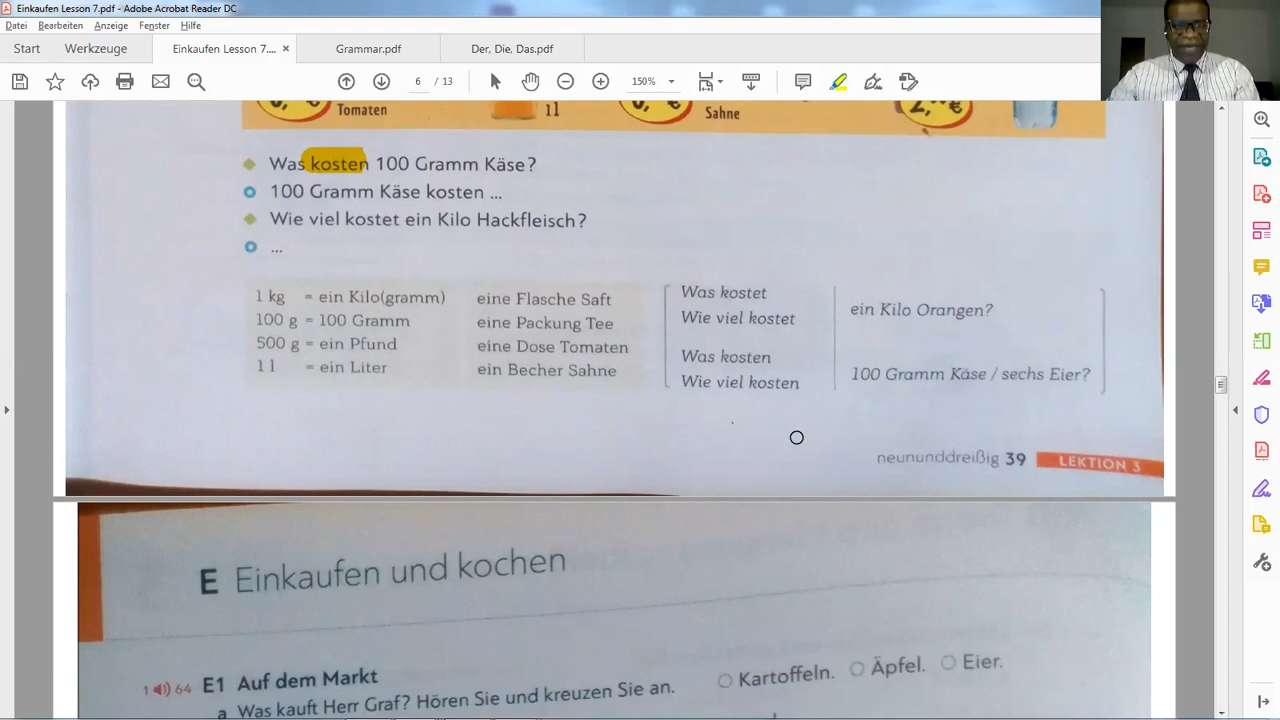 Einkaufen Lesson 7.pdf - Adobe Acrobat Reader DC
Datei Bearbeiten Anzeige Fenster Hilfe
Start Werkzeuge Einkaufen Lesson 7.... × Grammar.pdf Der, Die, Das.pdf
6 / 13 150%
Tomaten 1l Sahne
Was kosten 100 Gramm Käse?
100 Gramm Käse kosten ...
Wie viel kostet ein Kilo Hackfleisch?
...
1 kg = ein Kilo(gramm) eine Flasche Saft Was kostet
100 g = 100 Gramm eine Packung Tee Wie viel kostet ein Kilo Orangen?
500 g = ein Pfund eine Dose Tomaten Was kosten
1 l = ein Liter ein Becher Sahne Wie viel kosten 100 Gramm Käse / sechs Eier?
neununddreißig 39 LEKTION 3
E Einkaufen und kochen
1 64 E1 Auf dem Markt
a Was kauft Herr Graf? Hören Sie und kreuzen Sie an. Kartoffeln. Äpfel. Eier.